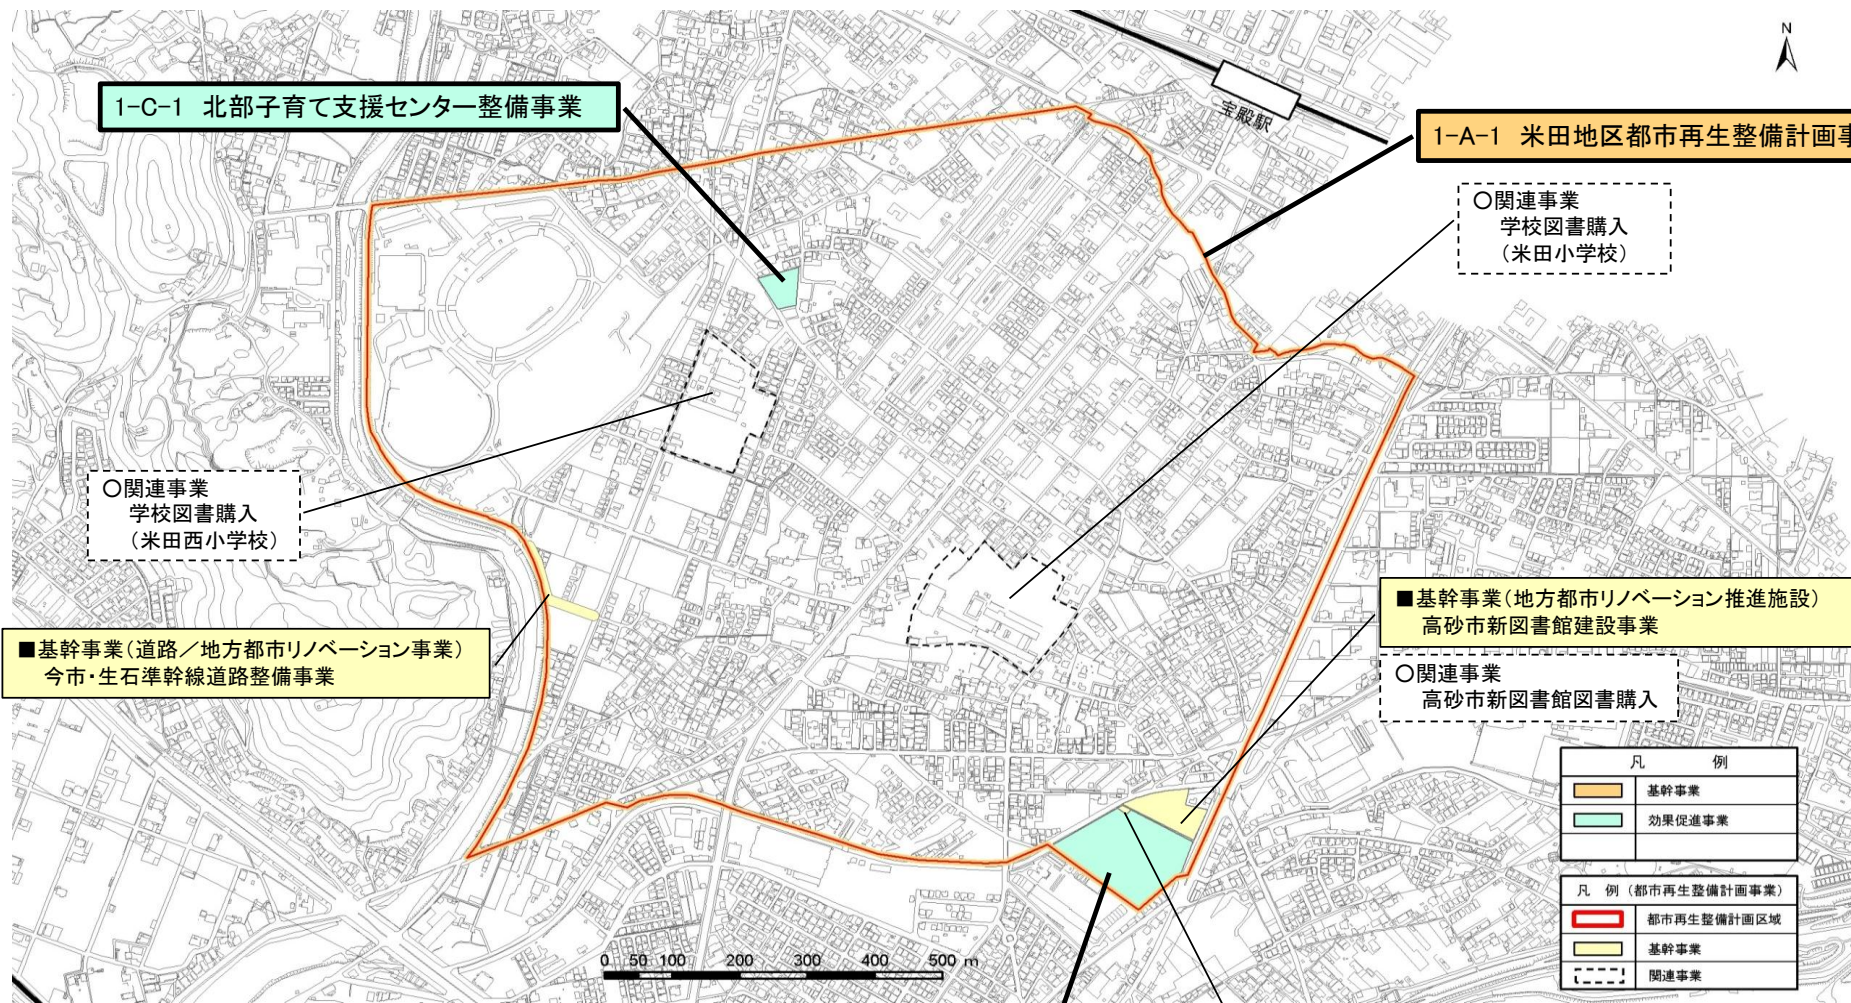 N
1-C-1 北部子育て支援センター整備事業
宝殿駅
1-A-1 米田地区都市再生整備計画事
○関連事業
学校図書購入
(米田小学校)
○関連事業
学校図書購入
(米田西小学校)
■基幹事業(道路/地方都市リノベーション事業)
今市・生石準幹線道路整備事業
■基幹事業(地方都市リノベーション推進施設)
高砂市新図書館建設事業
○関連事業
高砂市新図書館図書購入
凡 例
基幹事業
効果促進事業
凡 例(都市再生整備計画事業)
都市再生整備計画区域
基幹事業
関連事業
0 50 100 200 300 400 500 m